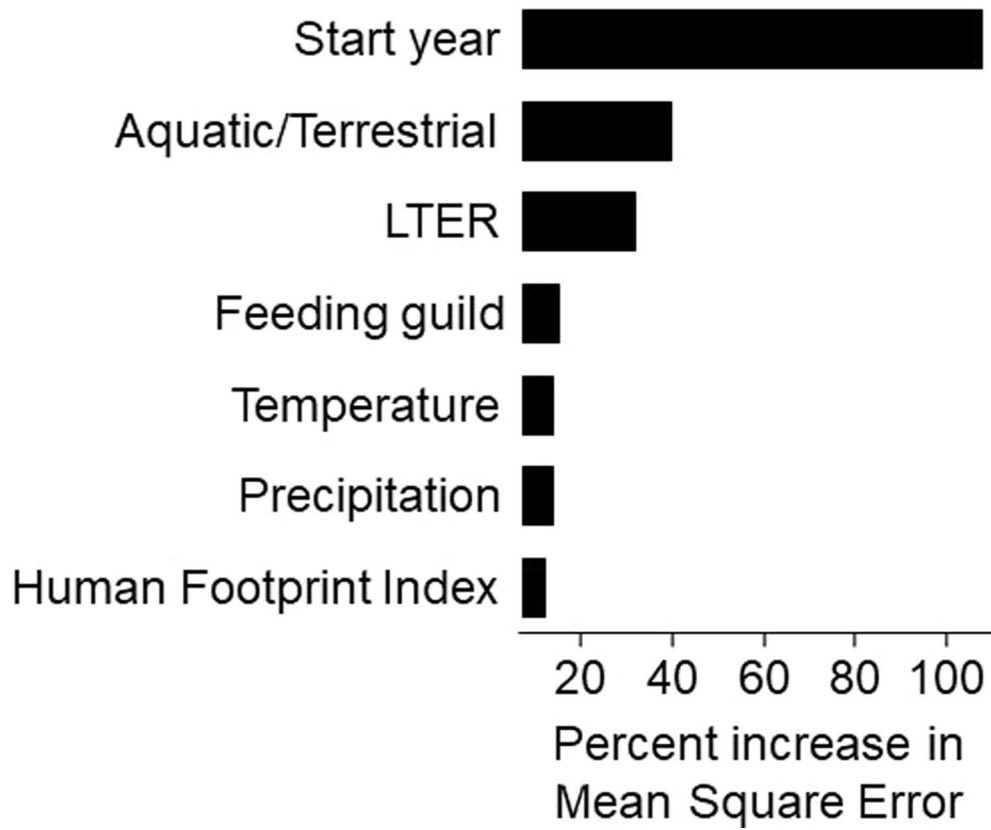 Start year
Aquatic/Terrestrial
LTER
Feeding guild
Temperature
Precipitation
Human Footprint Index
20 40 60 80 100
Percent increase in
Mean Square Error